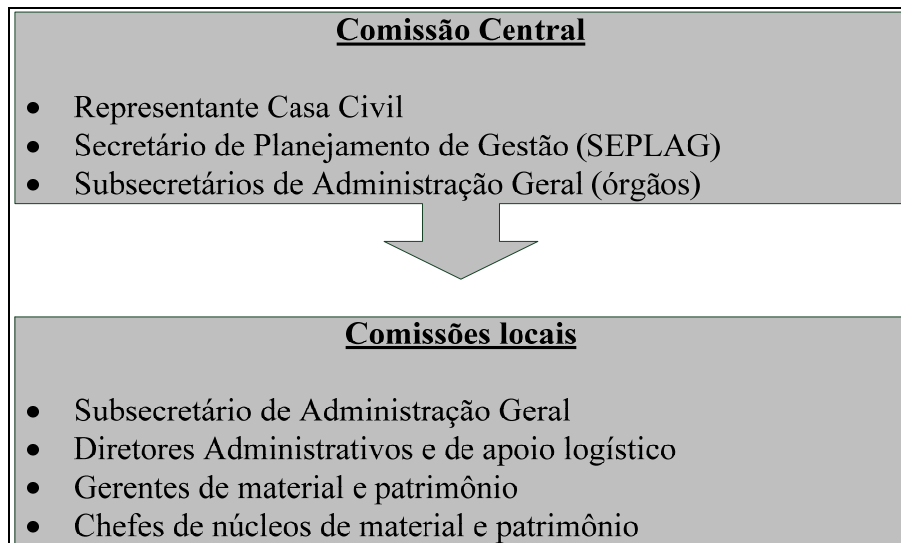 Comissão Central
• Representante Casa Civil
• Secretário de Planejamento de Gestão (SEPLAG)
• Subsecretários de Administração Geral (órgãos)
Comissões locais
• Subsecretário de Administração Geral
• Diretores Administrativos e de apoio logístico
• Gerentes de material e patrimônio
• Chefes de núcleos de material e patrimônio